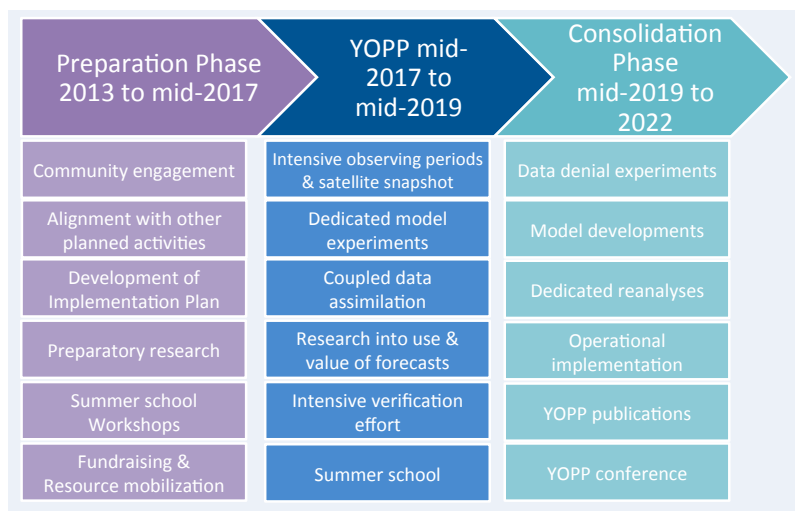 Preparation Phase
2013 to mid-2017
YOPP mid-
2017 to
mid-2019
Consolidation
Phase
mid-2019 to
2022
Community engagement
Alignment with other
planned activities
Development of
Implementation Plan
Preparatory research
Summer school
Workshops
Fundraising &
Resource mobilization
Intensive observing periods
& satellite snapshot
Dedicated model
experiments
Coupled data
assimilation
Research into use &
value of forecasts
Intensive verification
effort
Summer school
Data denial experiments
Model developments
Dedicated reanalyses
Operational
implementation
YOPP publications
YOPP conference